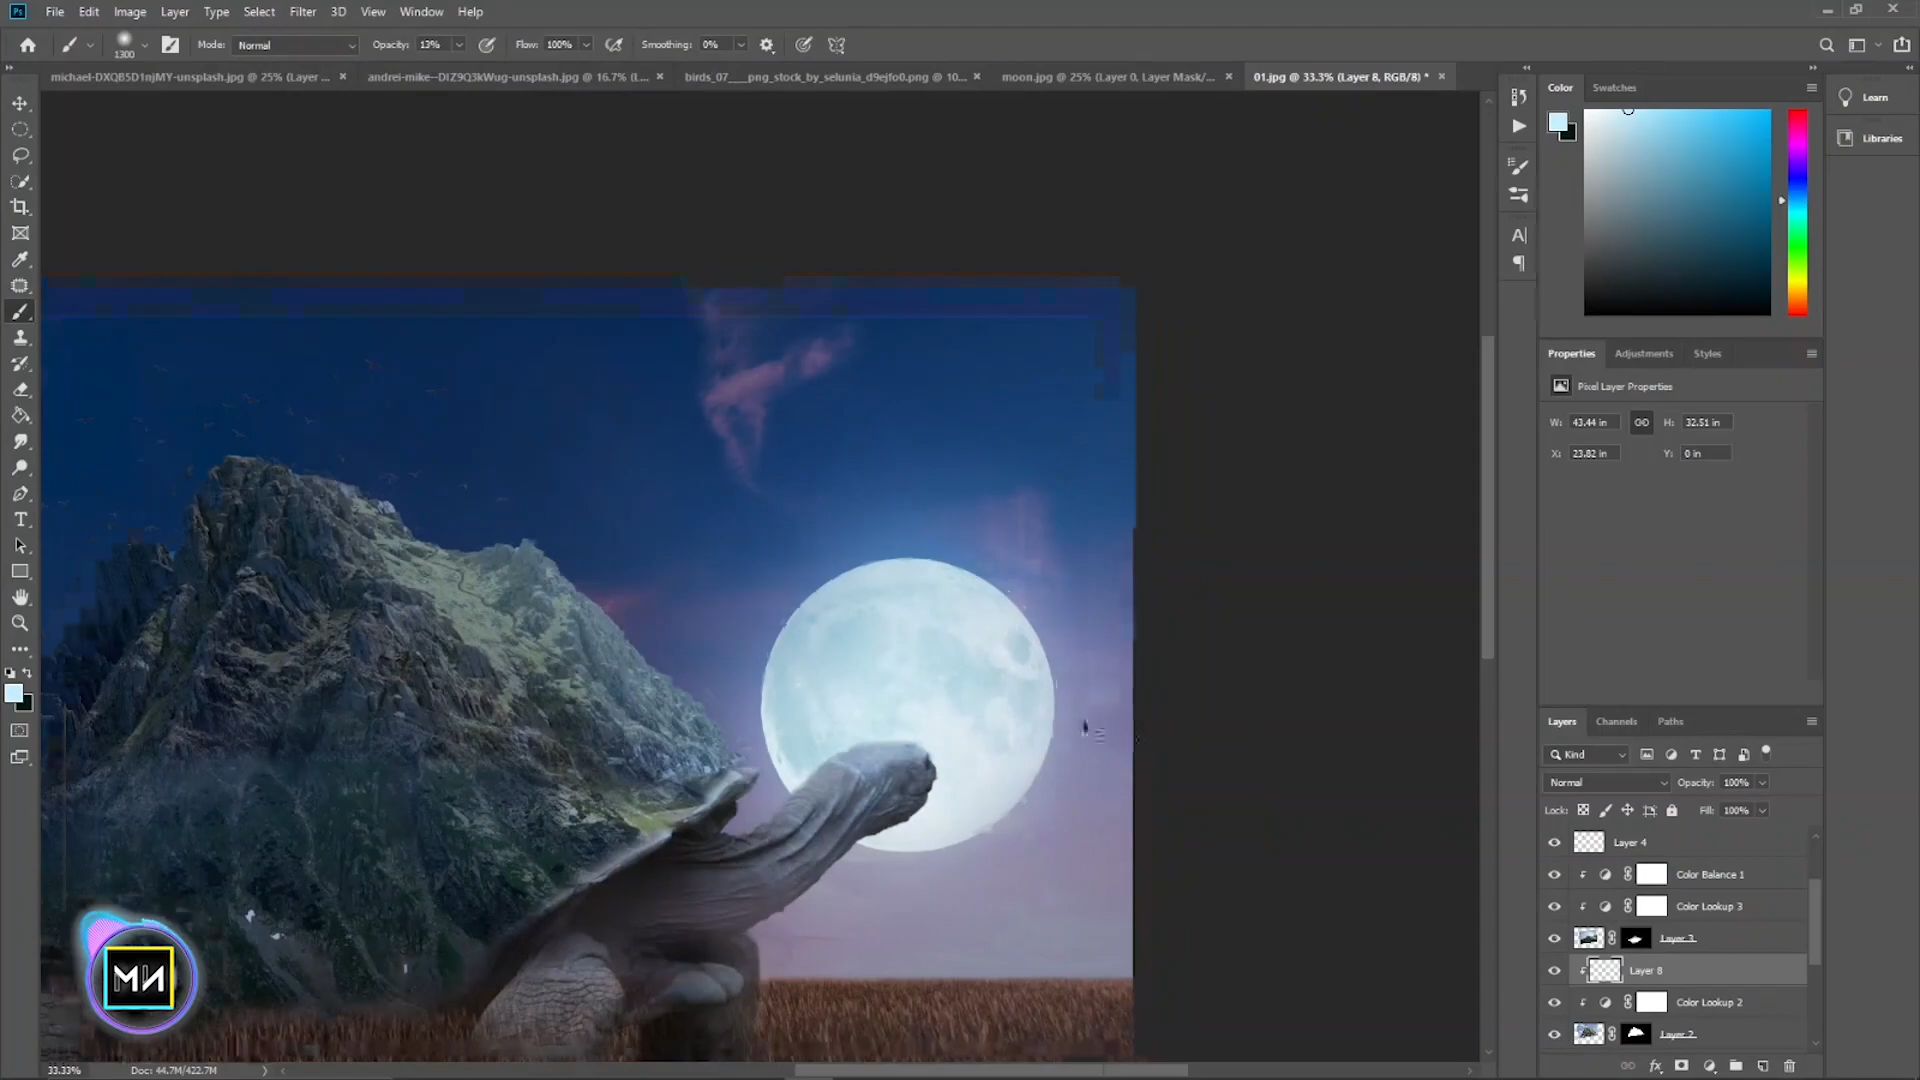 Ps File Edit Image Layer Type Select Filter 3D View Window Help
1300 Mode: Normal Opacity: 13% Flow: 100% Smoothing: 0%
michael-DXQB5D1njMY-unsplash.jpg @ 25% (Layer ... × andrei-mike--DIZ9Q3kWug-unsplash.jpg @ 16.7% (L... × birds_07___png_stock_by_selunia_d9ejfo0.png @ 10... × moon.jpg @ 25% (Layer 0, Layer Mask/... × 01.jpg @ 33.3% (Layer 8, RGB/8) * ×
Color Swatches
Learn
Libraries
Properties Adjustments Styles
Pixel Layer Properties
W: 43.44 in H: 32.51 in
X: 23.82 in Y: 0 in
Layers Channels Paths
Kind
Normal Opacity: 100%
Lock: Fill: 100%
Layer 4
Color Balance 1
Color Lookup 3
Layer 3
Layer 8
Color Lookup 2
Layer 2
33.33% Doc: 44.7M/422.7M